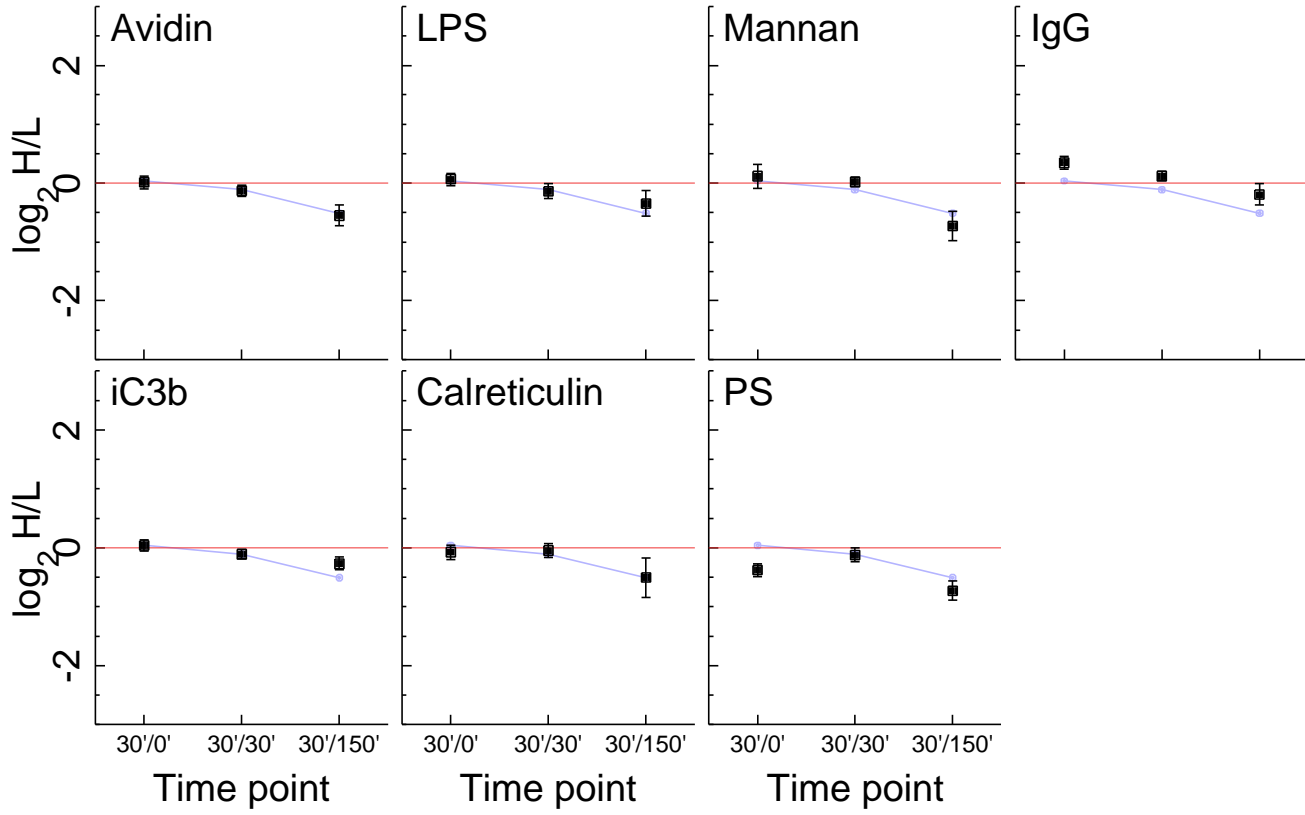 Avidin LPS Mannan IgG
2
0
-2
log2 H/L
iC3b Calreticulin PS
2
0
-2
log2 H/L
30'/0' 30'/30' 30'/150' 30'/0' 30'/30' 30'/150' 30'/0' 30'/30' 30'/150'
Time point Time point Time point